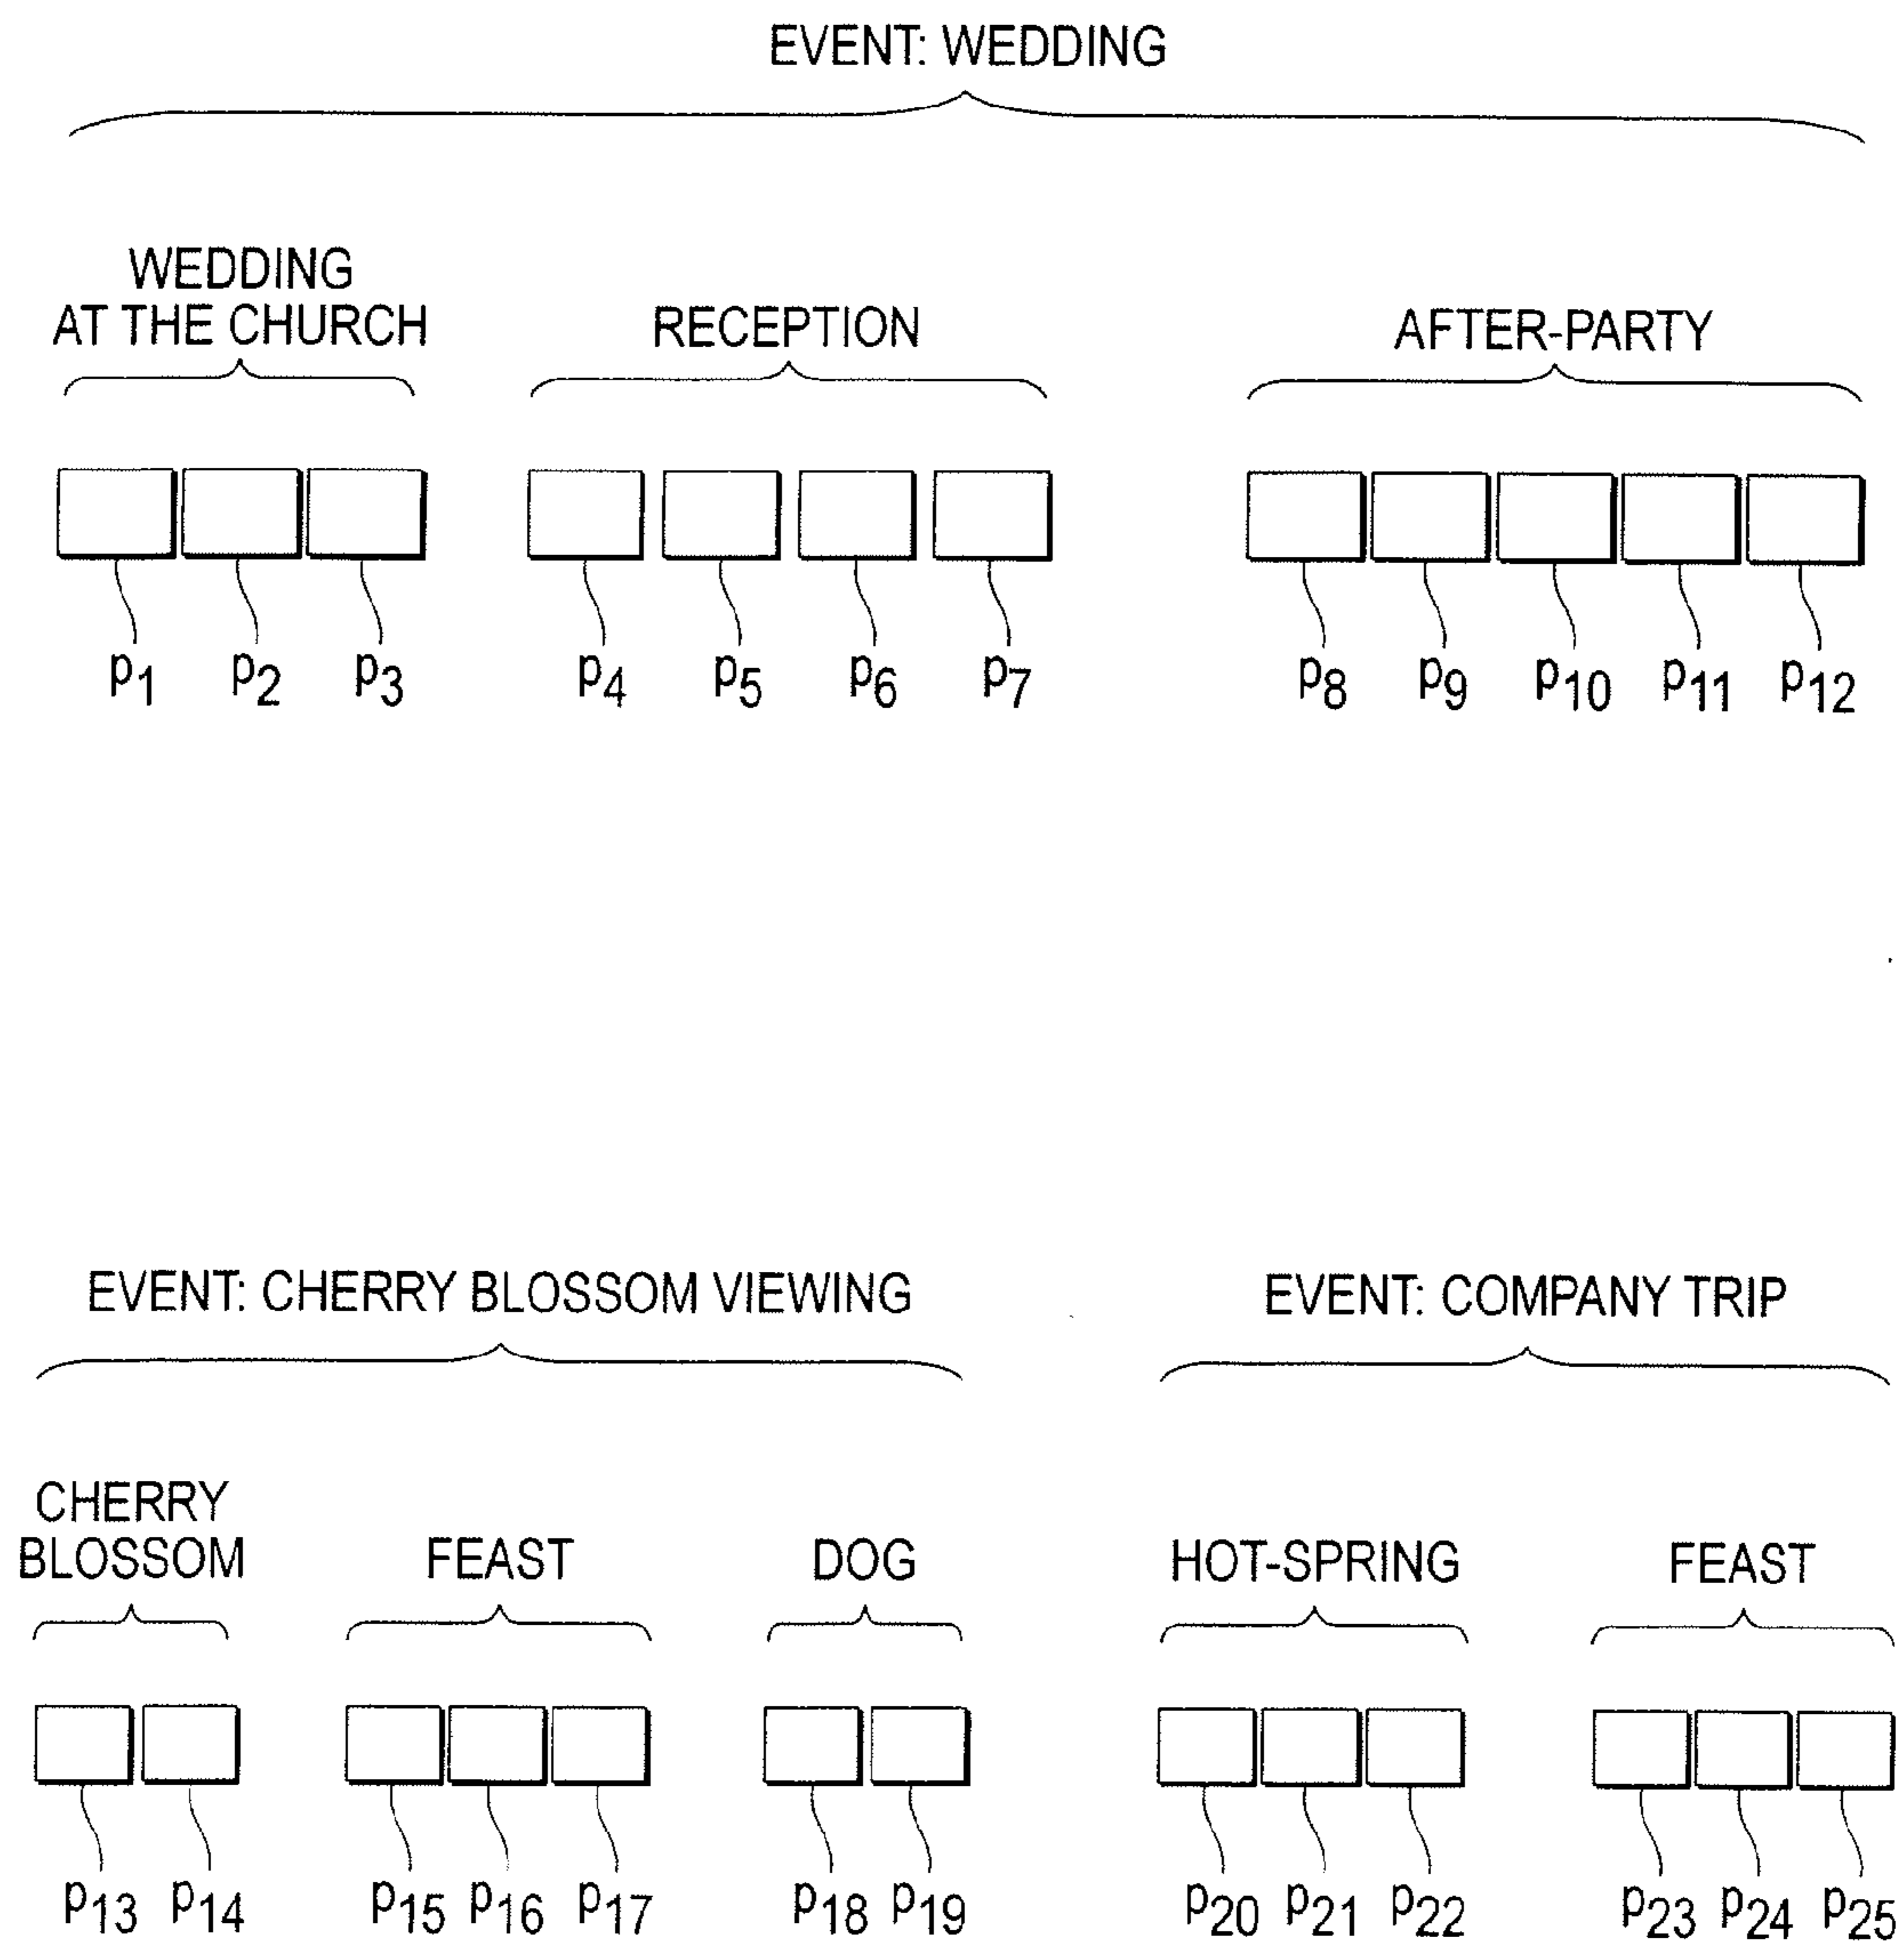 EVENT: WEDDING
WEDDING
AT THE CHURCH
RECEPTION
AFTER-PARTY
p1 p2 p3 p4 p5 p6 p7 p8 p9 p10 p11 p12
EVENT: CHERRY BLOSSOM VIEWING
EVENT: COMPANY TRIP
CHERRY
BLOSSOM
FEAST
DOG
HOT-SPRING
FEAST
p13 p14 p15 p16 p17 p18 p19 p20 p21 p22 p23 p24 p25